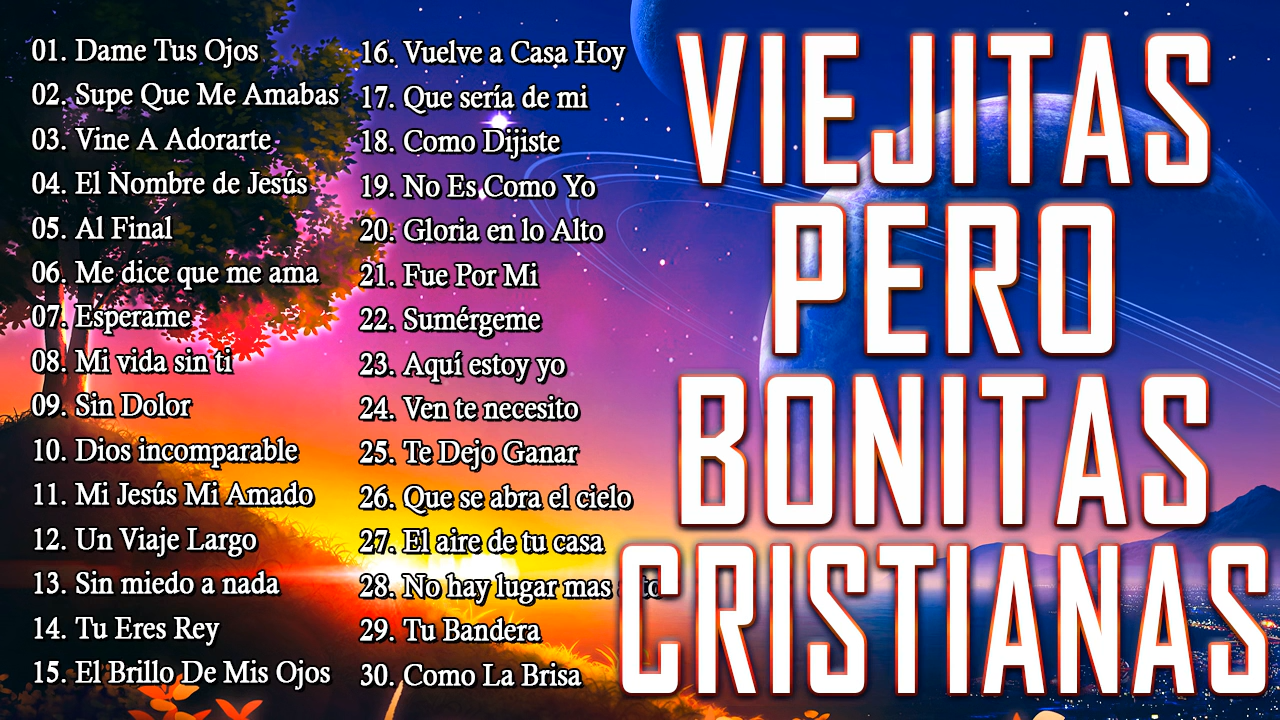 01. Dame Tus Ojos
02. Supe Que Me Amabas
03. Vine A Adorarte
04. El Nombre de Jesús
05. Al Final
06. Me dice que me ama
07. Esperame
08. Mi vida sin ti
09. Sin Dolor
10. Dios incomparable
11. Mi Jesús Mi Amado
12. Un Viaje Largo
13. Sin miedo a nada
14. Tu Eres Rey
15. El Brillo De Mis Ojos
16. Vuelve a Casa Hoy
17. Que sería de mi
18. Como Dijiste
19. No Es Como Yo
20. Gloria en lo Alto
21. Fue Por Mi
22. Sumérgeme
23. Aquí estoy yo
24. Ven te necesito
25. Te Dejo Ganar
26. Que se abra el cielo
27. El aire de tu casa
28. No hay lugar mas
29. Tu Bandera
30. Como La Brisa
VIEJITAS
PERO
BONITAS
CRISTIANAS